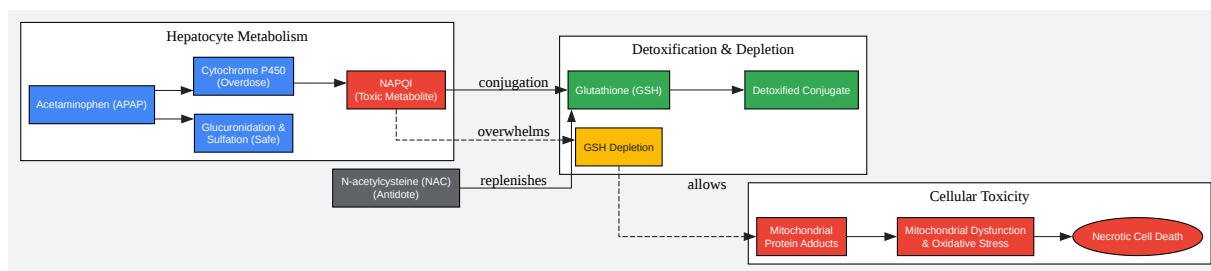 Hepatocyte Metabolism
Acetaminophen (APAP)
Cytochrome P450
(Overdose)
Glucuronidation &
Sulfation (Safe)
NAPQI
(Toxic Metabolite)
conjugation
overwhelms
N-acetylcysteine (NAC)
(Antidote)
replenishes
Detoxification & Depletion
Glutathione (GSH)
Detoxified Conjugate
GSH Depletion
allows
Cellular Toxicity
Mitochondrial
Protein Adducts
Mitochondrial Dysfunction
& Oxidative Stress
Necrotic Cell Death